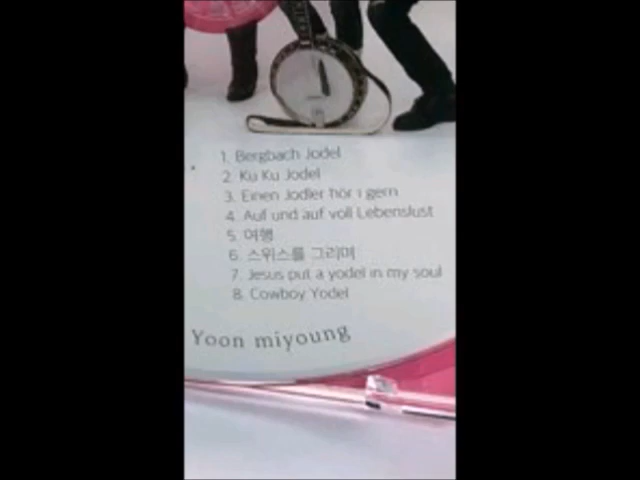 1. Bergbach Jodel
2. Ku Ku Jodel
3. Einen Jodler hör i gern
4. Auf und auf voll Lebenslust
5. 여행
6. 스위스를 그리며
7. Jesus put a yodel in my soul
8. Cowboy Yodel
Yoon miyoung